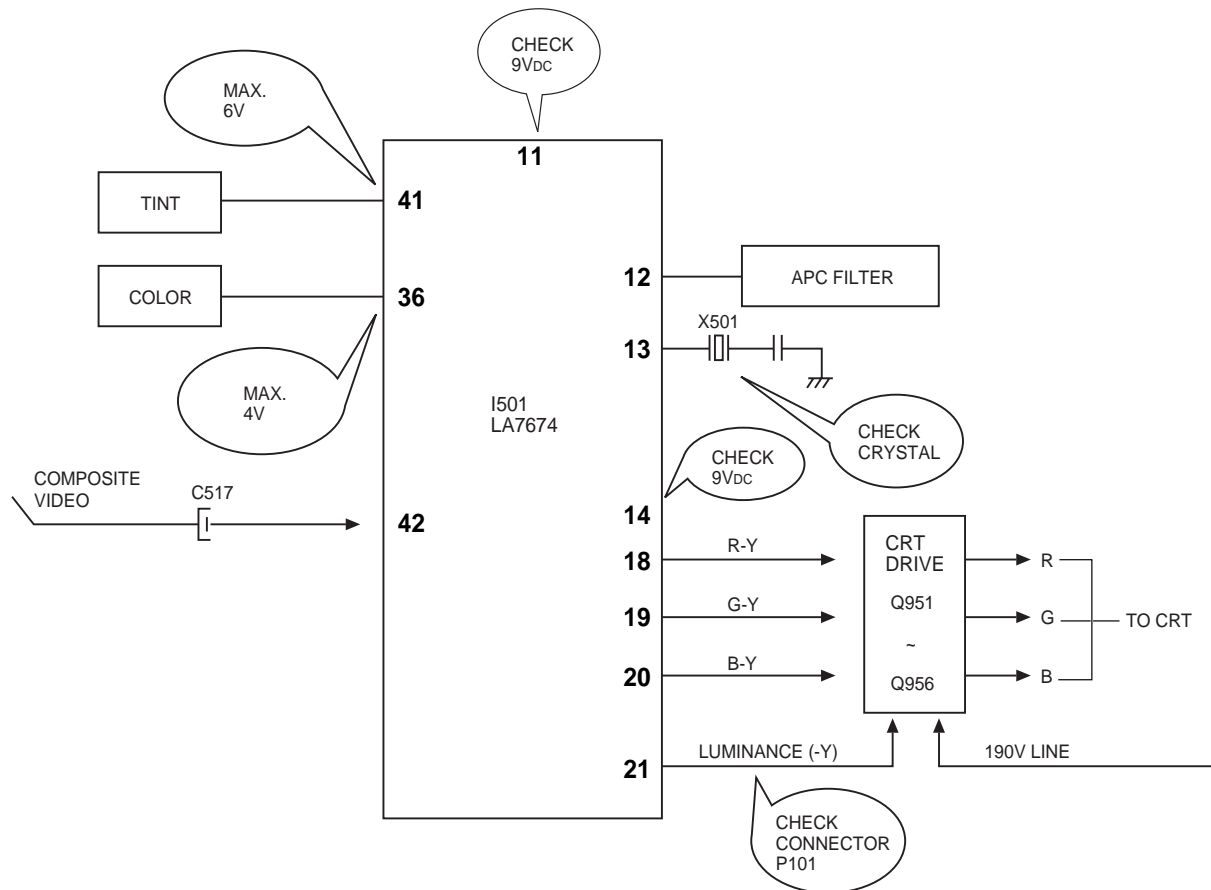 CHECK
9VDC
MAX.
6V
11
TINT
41
12
APC FILTER
COLOR
36
X501
13
MAX.
4V
I501
LA7674
CHECK
CRYSTAL
CHECK
9VDC
COMPOSITE
VIDEO
C517
42
14
18
R-Y
CRT
DRIVE
R
19
G-Y
Q951
G
TO CRT
~
20
B-Y
Q956
B
21
LUMINANCE (-Y)
190V LINE
CHECK
CONNECTOR
P101